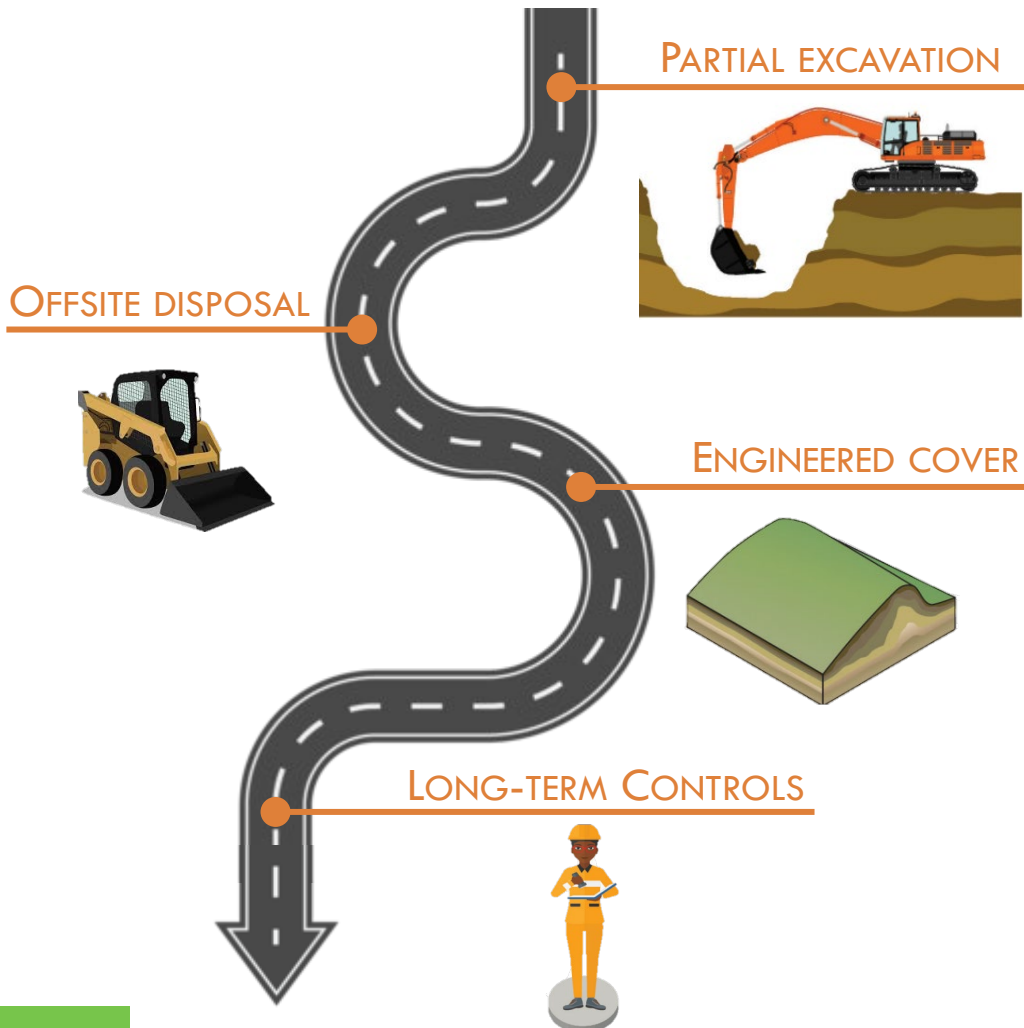 Partial excavation
Offsite disposal
Engineered cover
Long-term Controls